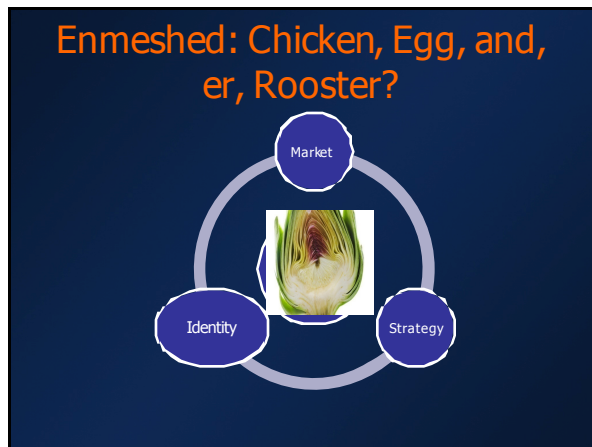 Enmeshed: Chicken, Egg, and,
er, Rooster?
Market
Identity
Strategy